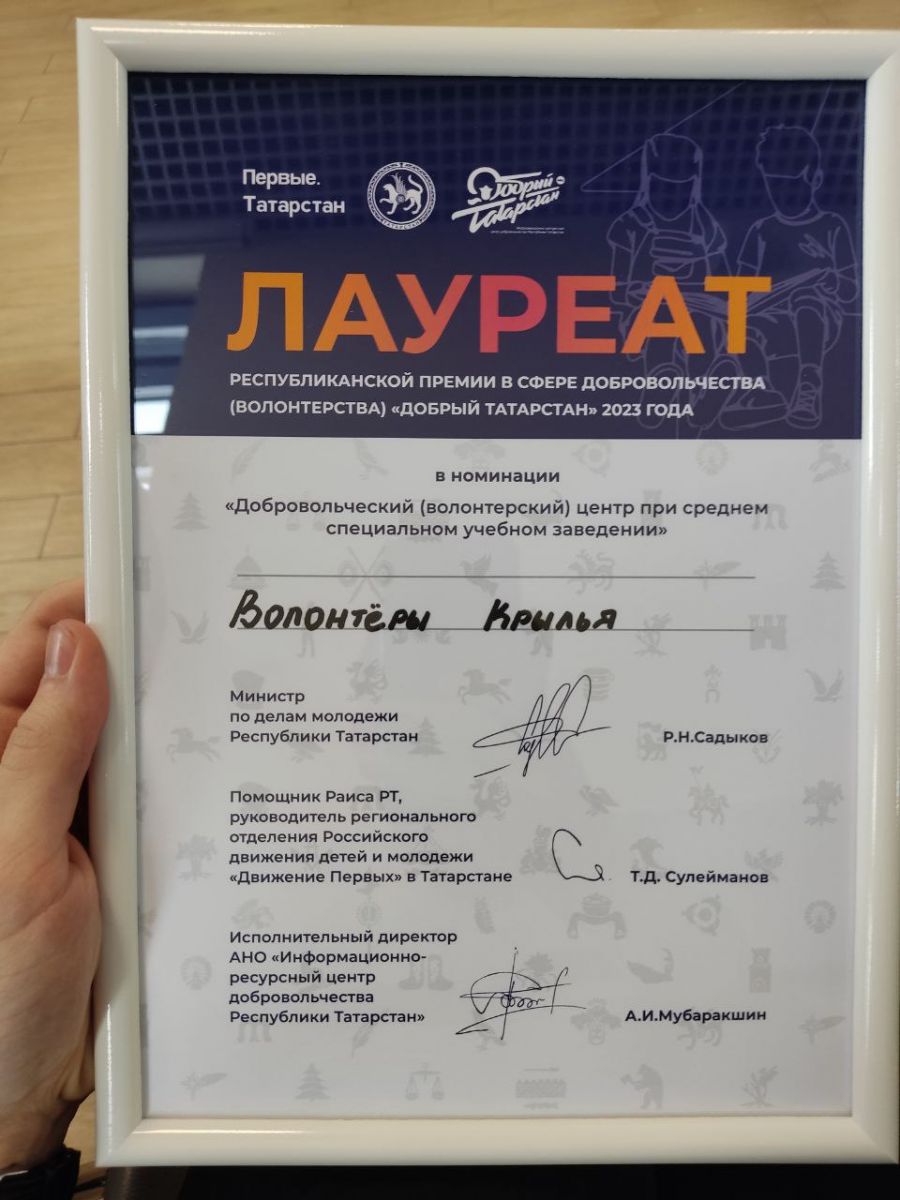 Первые.
Татарстан
ТАТАРСТАН
Добрый
Татарстан
ЛАУРЕАТ
РЕСПУБЛИКАНСКОЙ ПРЕМИИ В СФЕРЕ ДОБРОВОЛЬЧЕСТВА
(ВОЛОНТЕРСТВА) «ДОБРЫЙ ТАТАРСТАН» 2023 ГОДА
в номинации
«Добровольческий (волонтерский) центр при среднем
специальном учебном заведении»
Волонтёры Крылья
Министр
по делам молодежи
Республики Татарстан
Р.Н.Садыков
Помощник Раиса РТ,
руководитель регионального
отделения Российского
движения детей и молодежи
«Движение Первых» в Татарстане
Т.Д. Сулейманов
Исполнительный директор
АНО «Информационно-
ресурсный центр
добровольчества
Республики Татарстан»
А.И.Мубаракшин